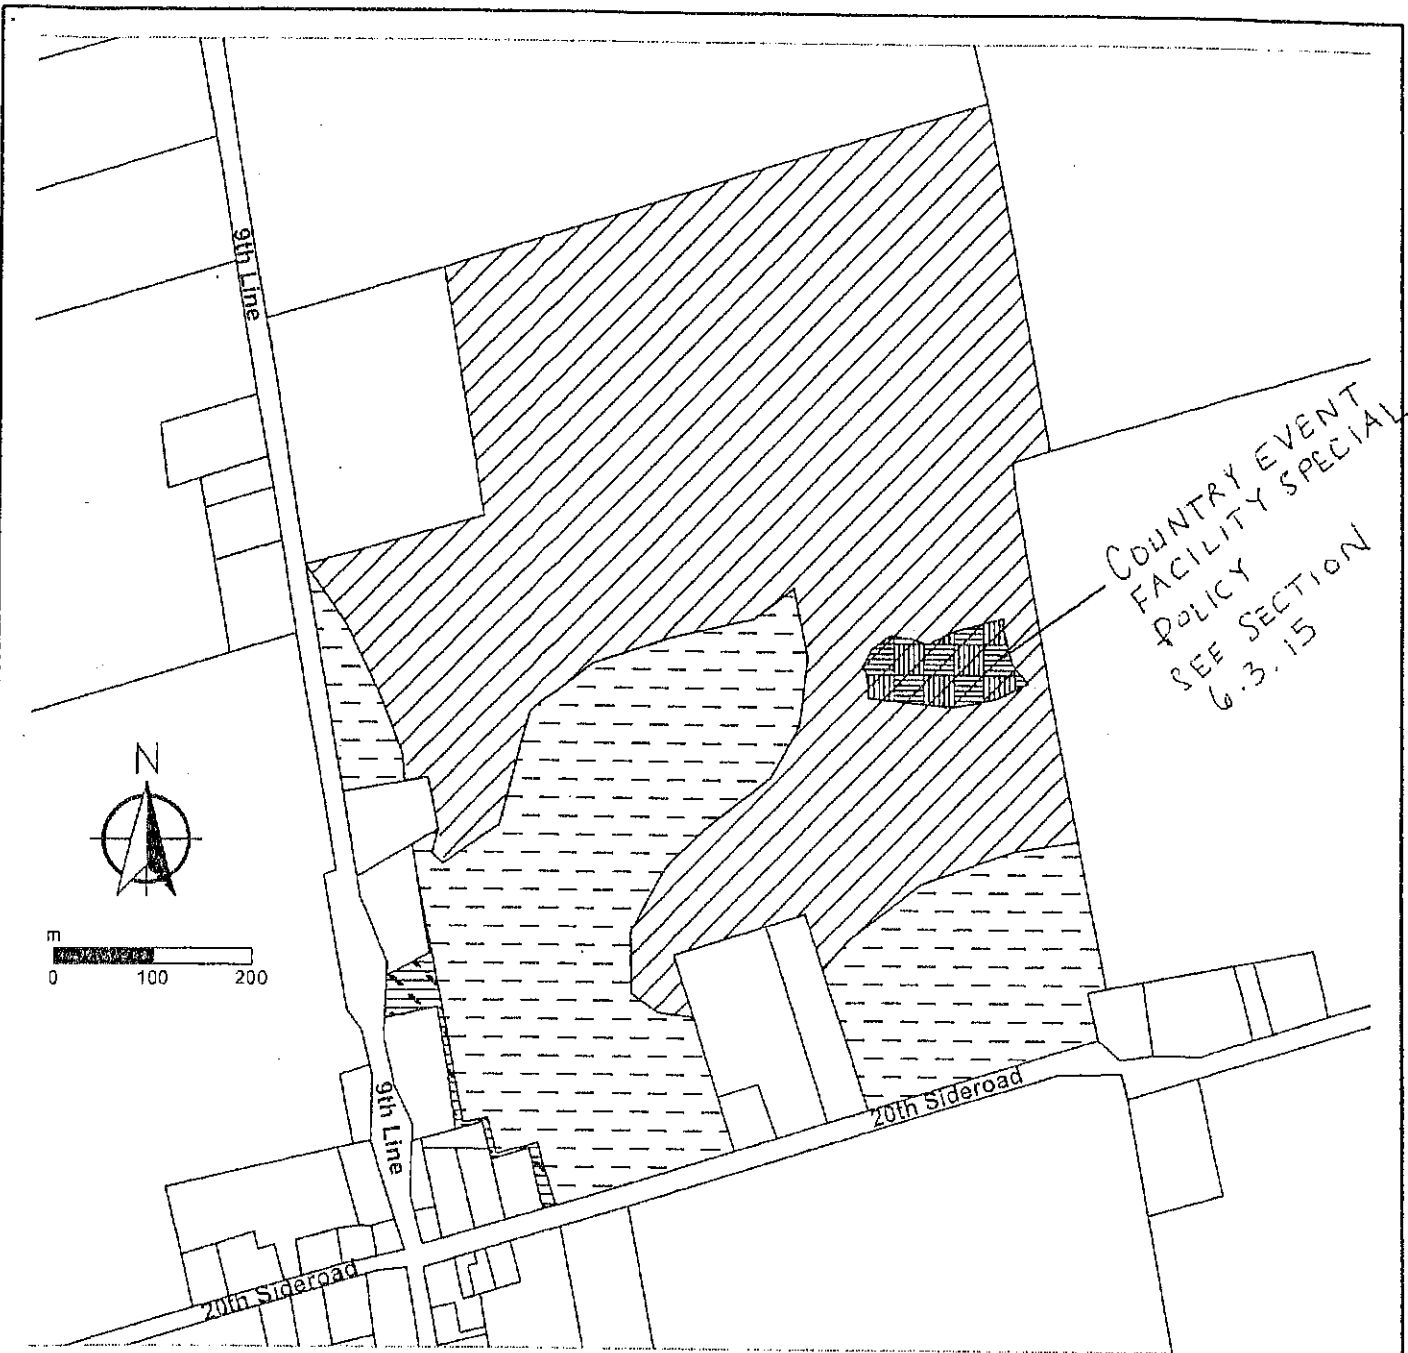 9th Line
COUNTRY EVENT
FACILITY SPECIAL
POLICY
SEE SECTION
6.3.15
N
m
0 100 200
9th Line
20th Sideroad
20th Sideroad